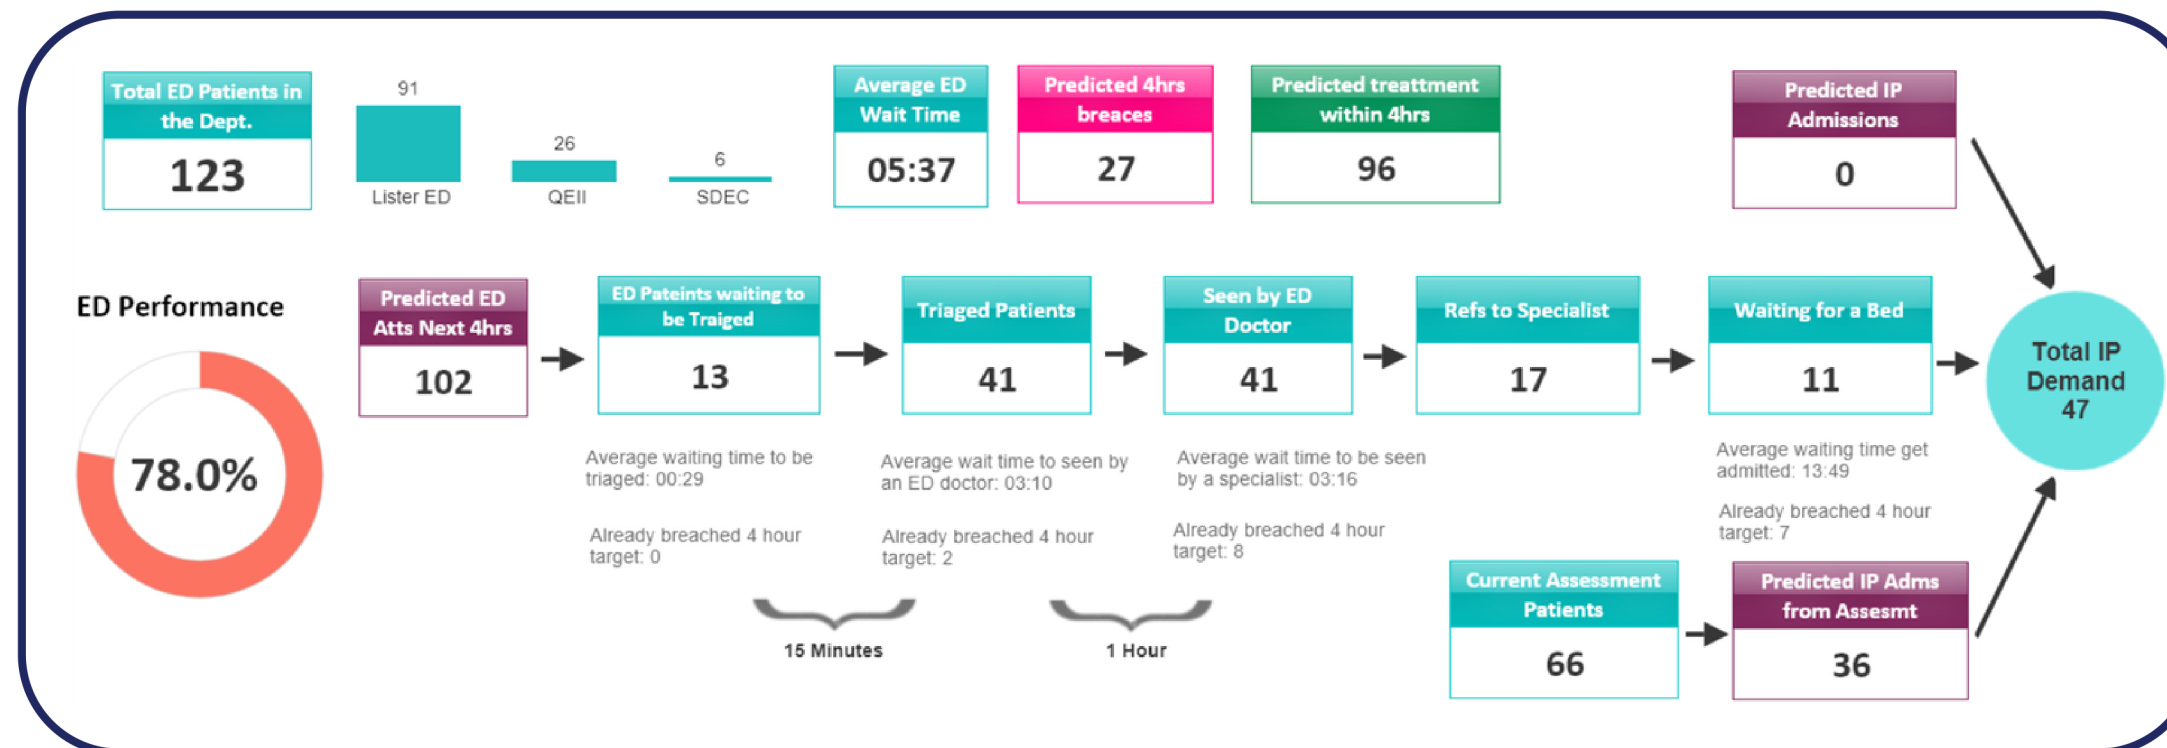 Total ED Patients in
the Dept.
123
91
Lister ED
26
QEII
6
SDEC
Average ED
Wait Time
05:37
Predicted 4hrs
breaces
27
Predicted treattment
within 4hrs
96
Predicted IP
Admissions
0
ED Performance
78.0%
Predicted ED
Atts Next 4hrs
102
ED Pateints waiting to
be Traiged
13
Average waiting time to be
triaged: 00:29
Already breached 4 hour
target: 0
Triaged Patients
41
Average wait time to seen by
an ED doctor: 03:10
Already breached 4 hour
target: 2
Seen by ED
Doctor
41
Average wait time to be seen
by a specialist: 03:16
Already breached 4 hour
target: 8
Refs to Specialist
17
Waiting for a Bed
11
Average waiting time get
admitted: 13:49
Already breached 4 hour
target: 7
Total IP
Demand
47
15 Minutes
1 Hour
Current Assessment
Patients
66
Predicted IP Adms
from Assesmt
36